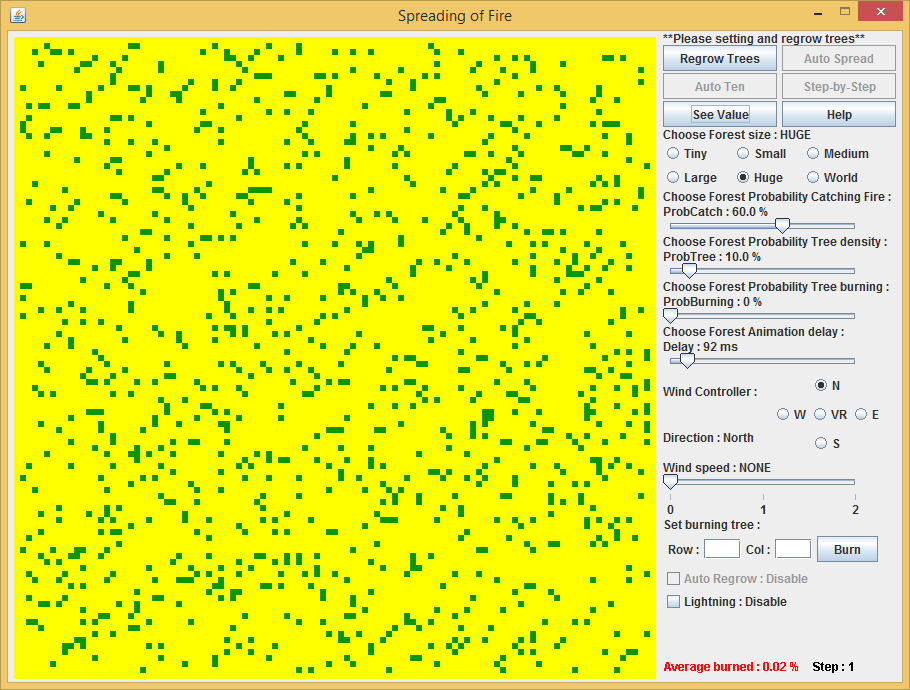 Spreading of Fire
**Please setting and regrow trees**
Regrow Trees Auto Spread
Auto Ten Step-by-Step
See Value Help
Choose Forest size : HUGE
Tiny Small Medium
Large Huge World
Choose Forest Probability Catching Fire :
ProbCatch : 60.0 %
Choose Forest Probability Tree density :
ProbTree : 10.0 %
Choose Forest Probability Tree burning :
ProbBurning : 0 %
Choose Forest Animation delay :
Delay : 92 ms
N
Wind Controller :
W VR E
Direction : North
S
Wind speed : NONE
0 1 2
Set burning tree :
Row : Col : Burn
Auto Regrow : Disable
Lightning : Disable
Average burned : 0.02 % Step : 1